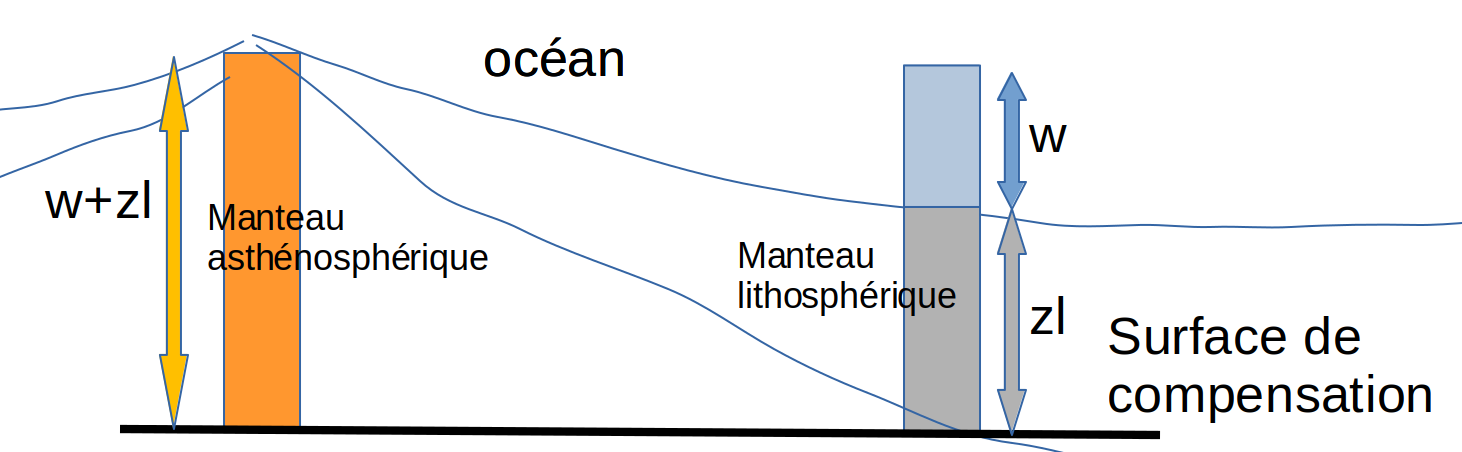 océan
w
w+zl
Manteau
asthénosphérique
Manteau
lithosphérique
zl
Surface de
compensation